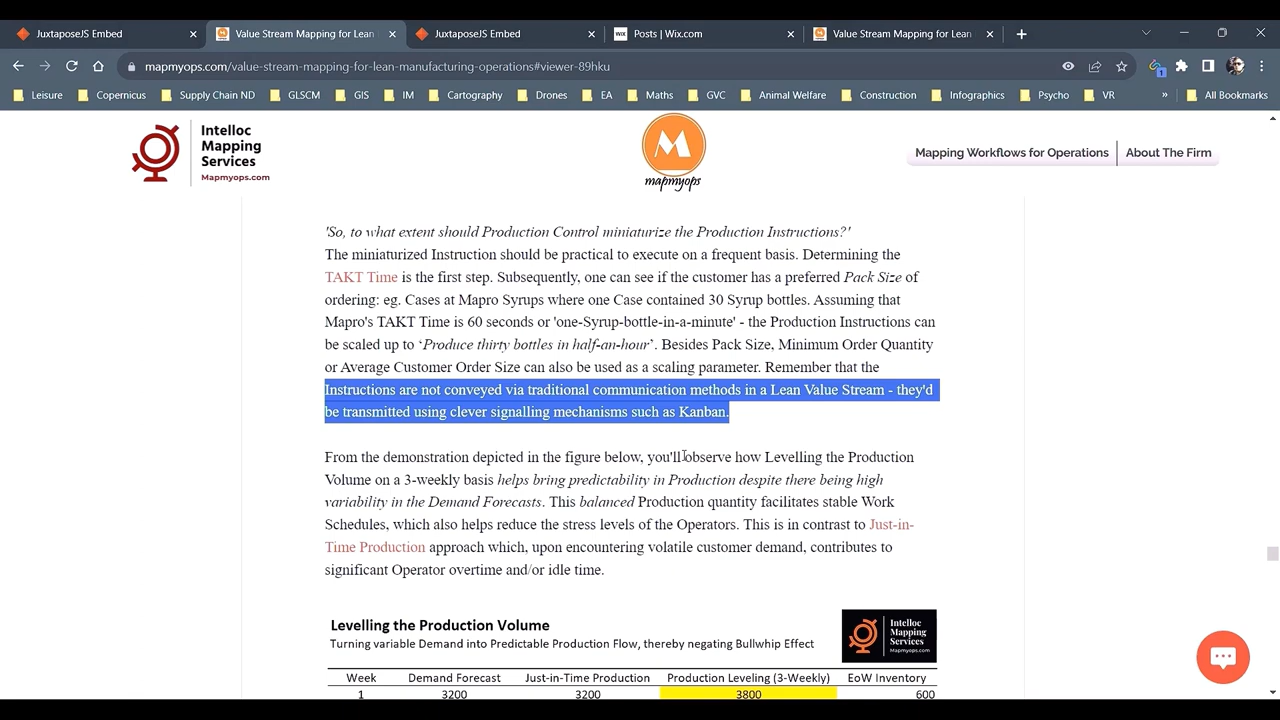 JuxtaposeJS Embed
Value Stream Mapping for Lean
JuxtaposeJS Embed
WIX Posts | Wix.com
Value Stream Mapping for Lean
mapmyops.com/value-stream-mapping-for-lean-manufacturing-operations#viewer-89hku
1
Leisure Copernicus Supply Chain ND GLSCM GIS IM Cartography Drones EA Maths GVC Animal Welfare Construction Infographics Psycho VR » All Bookmarks
Intelloc
Mapping
Services
Mapmyops.com
M
mapmyops
Mapping Workflows for Operations About The Firm
'So, to what extent should Production Control miniaturize the Production Instructions?'
The miniaturized Instruction should be practical to execute on a frequent basis. Determining the
TAKT Time is the first step. Subsequently, one can see if the customer has a preferred Pack Size of
ordering: eg. Cases at Mapro Syrups where one Case contained 30 Syrup bottles. Assuming that
Mapro's TAKT Time is 60 seconds or 'one-Syrup-bottle-in-a-minute' - the Production Instructions can
be scaled up to ‘Produce thirty bottles in half-an-hour’. Besides Pack Size, Minimum Order Quantity
or Average Customer Order Size can also be used as a scaling parameter. Remember that the
Instructions are not conveyed via traditional communication methods in a Lean Value Stream - they'd
be transmitted using clever signalling mechanisms such as Kanban.
From the demonstration depicted in the figure below, you'll observe how Levelling the Production
Volume on a 3-weekly basis helps bring predictability in Production despite there being high
variability in the Demand Forecasts. This balanced Production quantity facilitates stable Work
Schedules, which also helps reduce the stress levels of the Operators. This is in contrast to Just-in-
Time Production approach which, upon encountering volatile customer demand, contributes to
significant Operator overtime and/or idle time.
Levelling the Production Volume
Turning variable Demand into Predictable Production Flow, thereby negating Bullwhip Effect
Intelloc
Mapping
Services
Mapmyops.com
Week Demand Forecast Just-in-Time Production Production Leveling (3-Weekly) EoW Inventory
1 3200 3200 3800 600